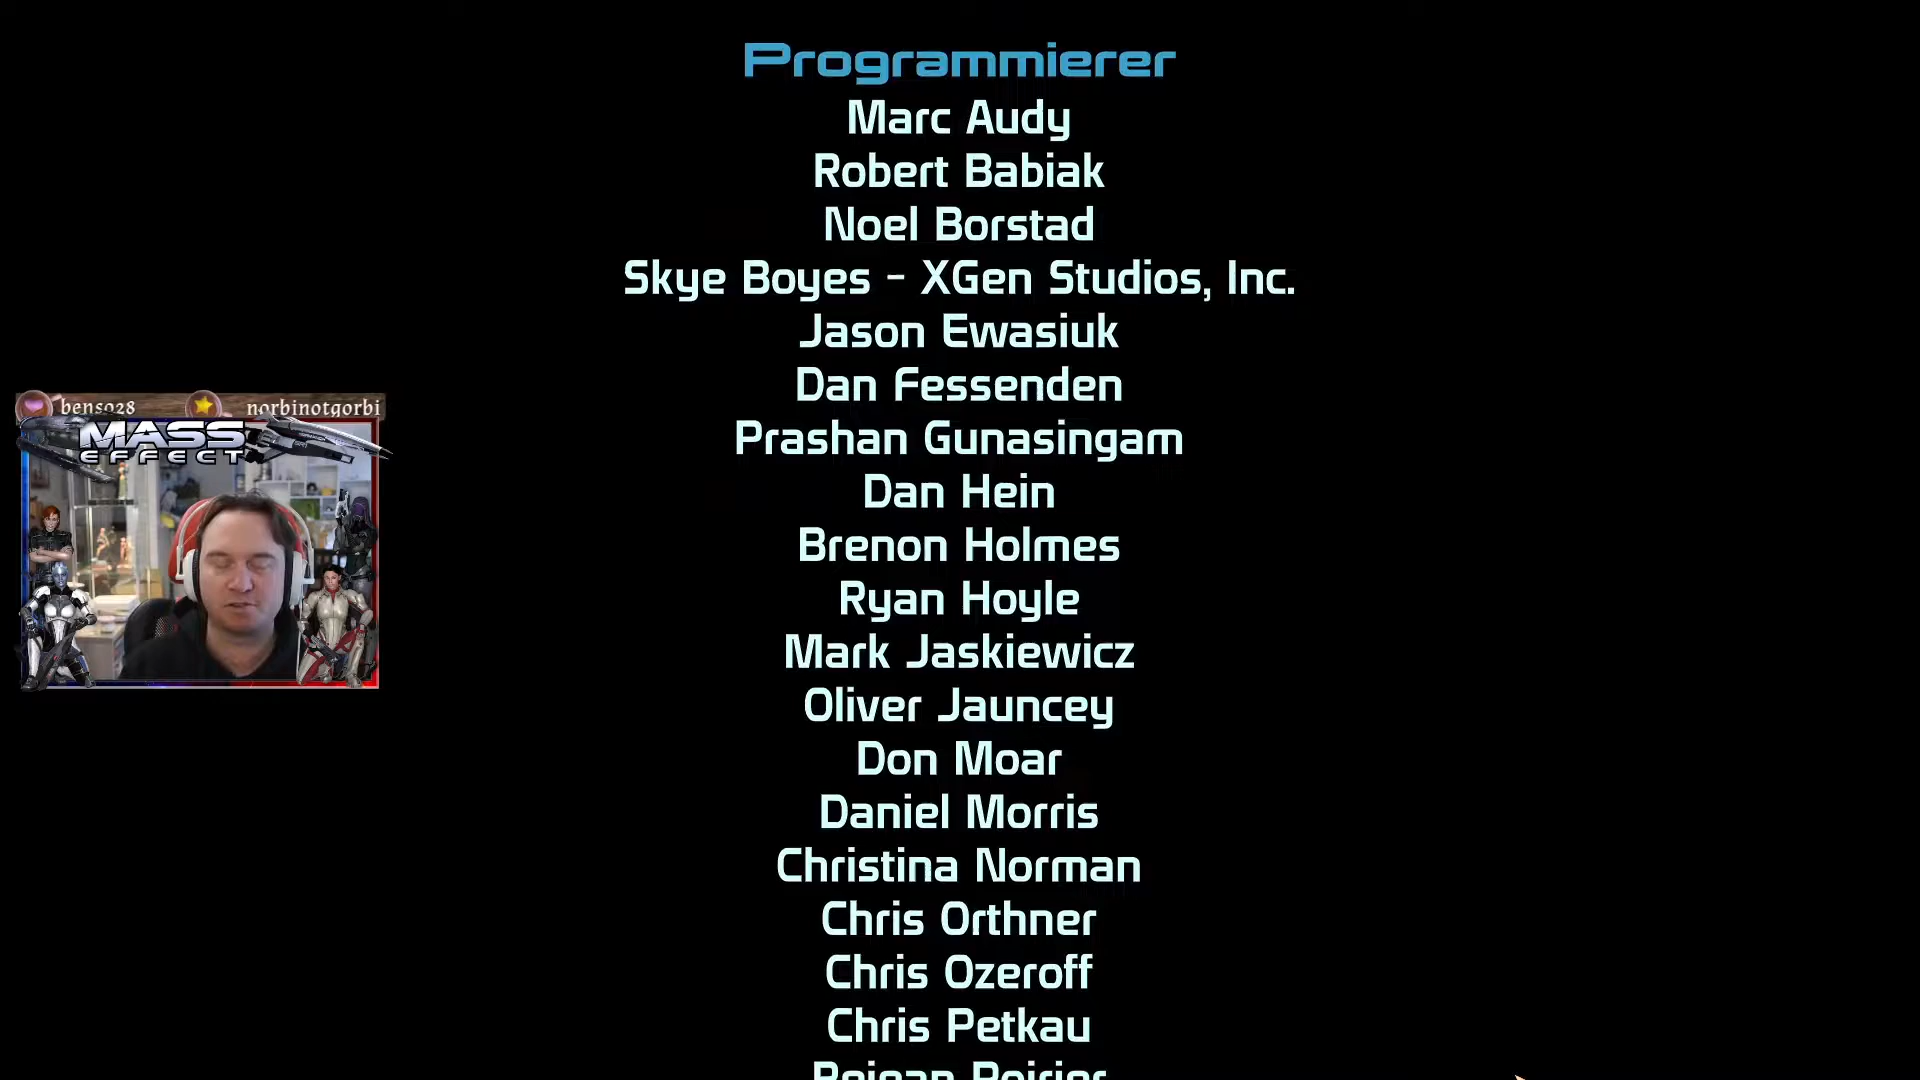 Programmierer
Marc Audy
Robert Babiak
Noel Borstad
Skye Boyes - XGen Studios, Inc.
Jason Ewasiuk
Dan Fessenden
bens928 norbinotgorbi
MASS
EFFECT
Prashan Gunasingam
Dan Hein
Brenon Holmes
Ryan Hoyle
Mark Jaskiewicz
Oliver Jauncey
Don Moar
Daniel Morris
Christina Norman
Chris Orthner
Chris Ozeroff
Chris Petkau